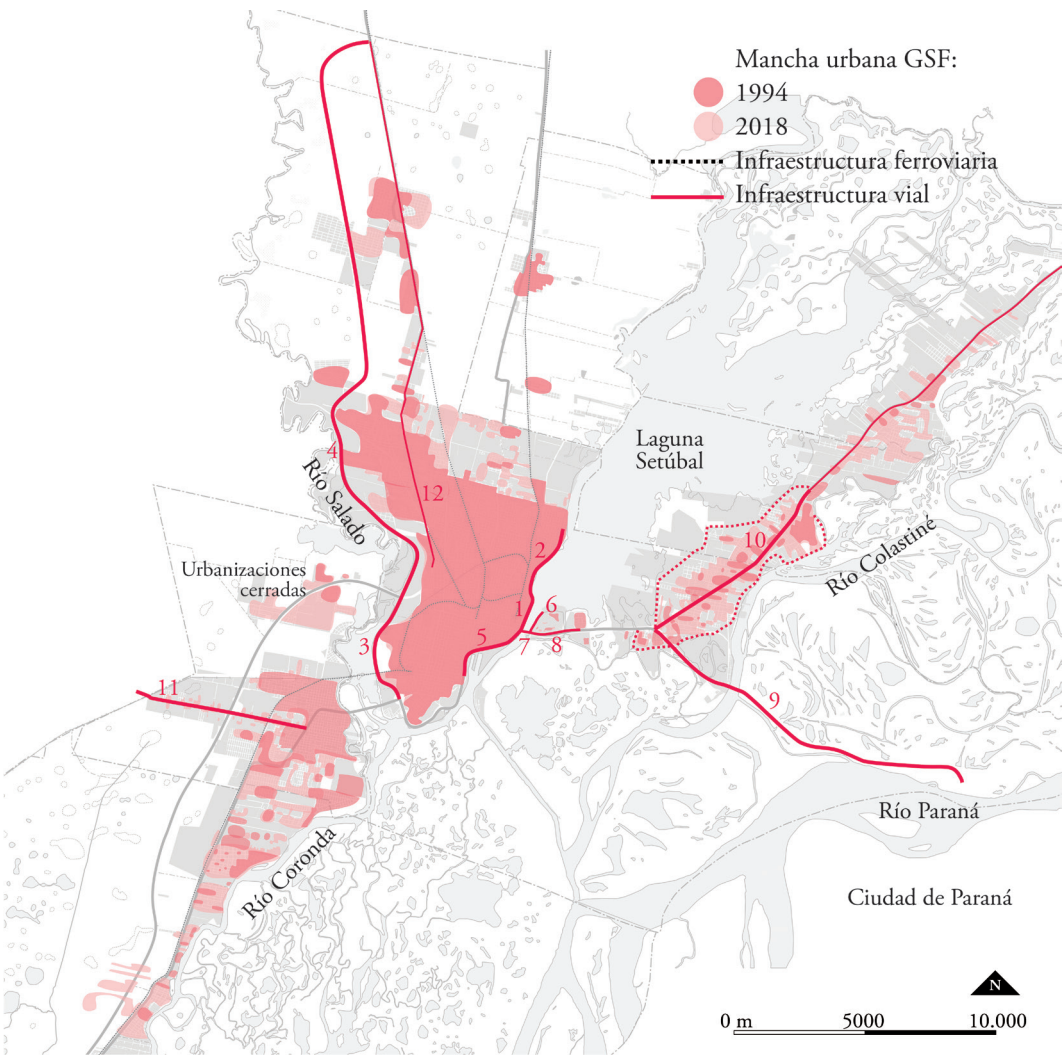 Mancha urbana GSF:
1994
2018
Infraestructura ferroviaria
Infraestructura vial
Laguna
Setúbal
4
Río Salado
12
10
2
Río Colastiné
Urbanizaciones
cerradas
1
6
3
5
7
8
11
9
Río Paraná
Río Coronda
Ciudad de Paraná
N
0 m
5000
10.000